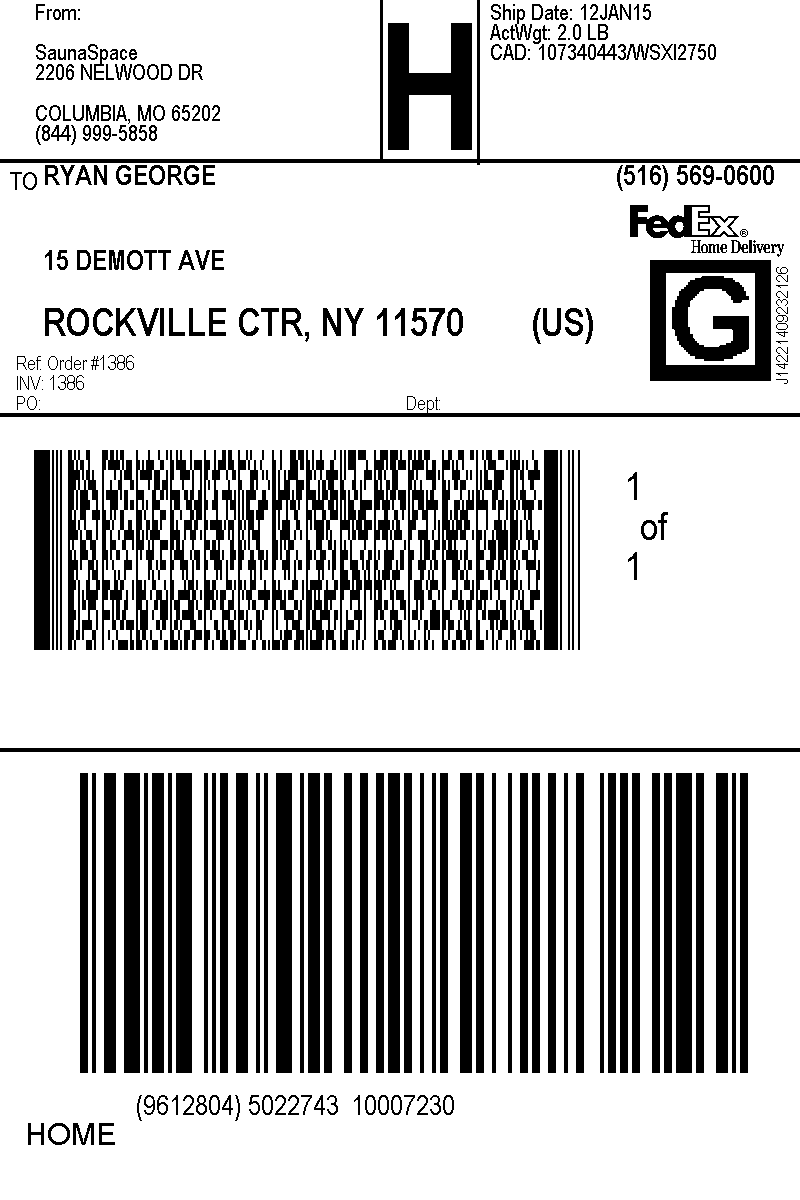 From:
SaunaSpace
2206 NELWOOD DR
COLUMBIA, MO 65202
(844) 999-5858
H
Ship Date: 12JAN15
ActWgt: 2.0 LB
CAD: 107340443/WSXI2750
TO RYAN GEORGE
(516) 569-0600
15 DEMOTT AVE
ROCKVILLE CTR, NY 11570 (US)
FedEx®
Home Delivery
G
J14221409232126
Ref: Order #1386
INV: 1386
PO: Dept:
1
of
1
(9612804) 5022743 10007230
HOME